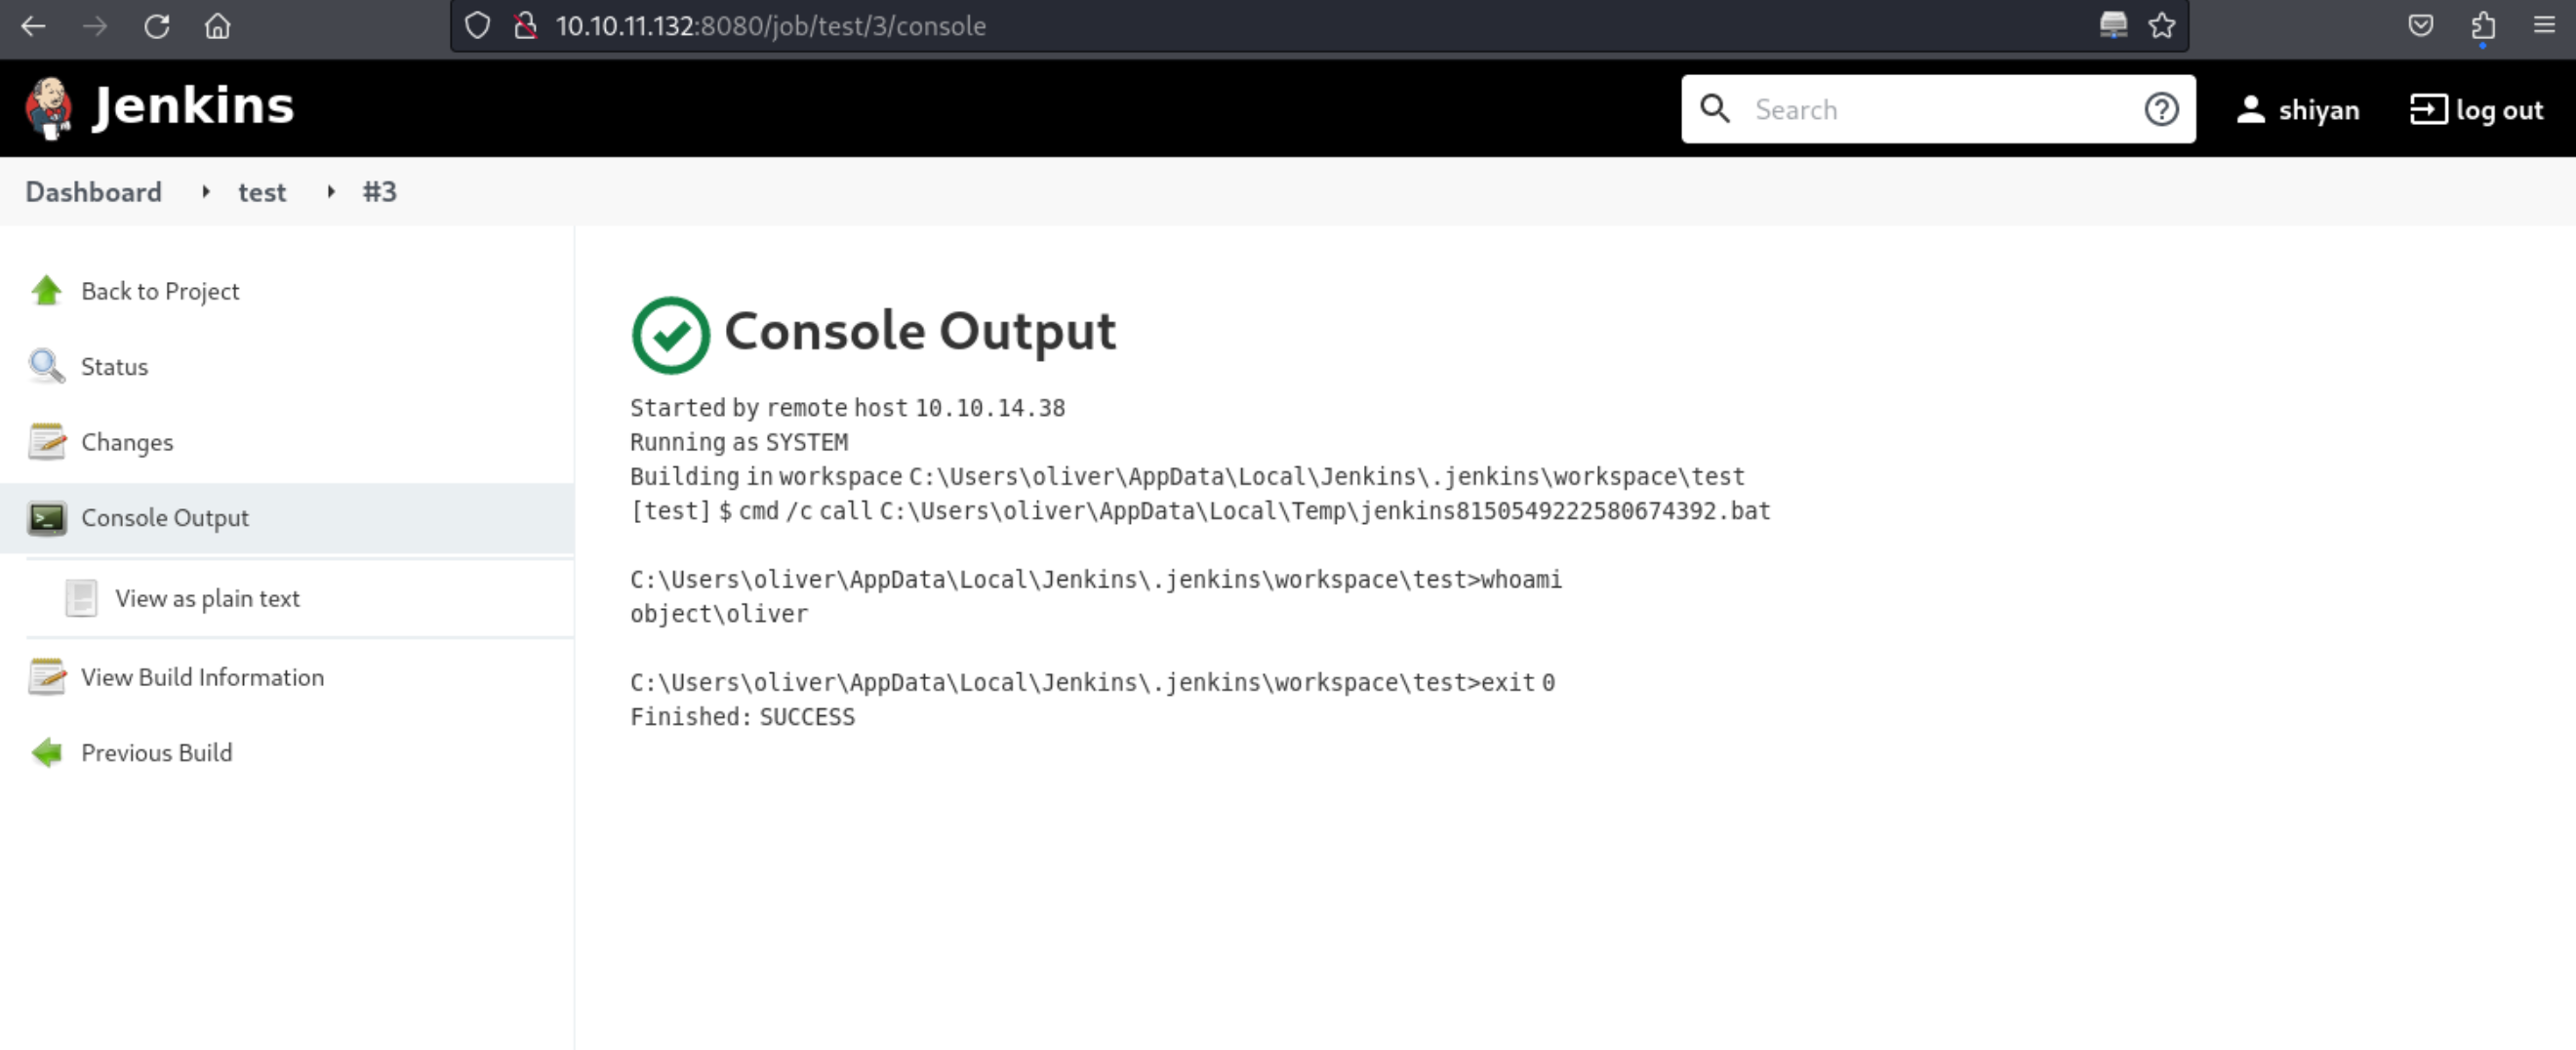 10.10.11.132:8080/job/test/3/console
Jenkins
Search
shiyan
log out
Dashboard test #3
Back to Project
Status
Changes
Console Output
View as plain text
View Build Information
Previous Build
Console Output
Started by remote host 10.10.14.38
Running as SYSTEM
Building in workspace C:\Users\oliver\AppData\Local\Jenkins\.jenkins\workspace\test
[test] $ cmd /c call C:\Users\oliver\AppData\Local\Temp\jenkins8150549222580674392.bat
C:\Users\oliver\AppData\Local\Jenkins\.jenkins\workspace\test>whoami
object\oliver
C:\Users\oliver\AppData\Local\Jenkins\.jenkins\workspace\test>exit 0
Finished: SUCCESS